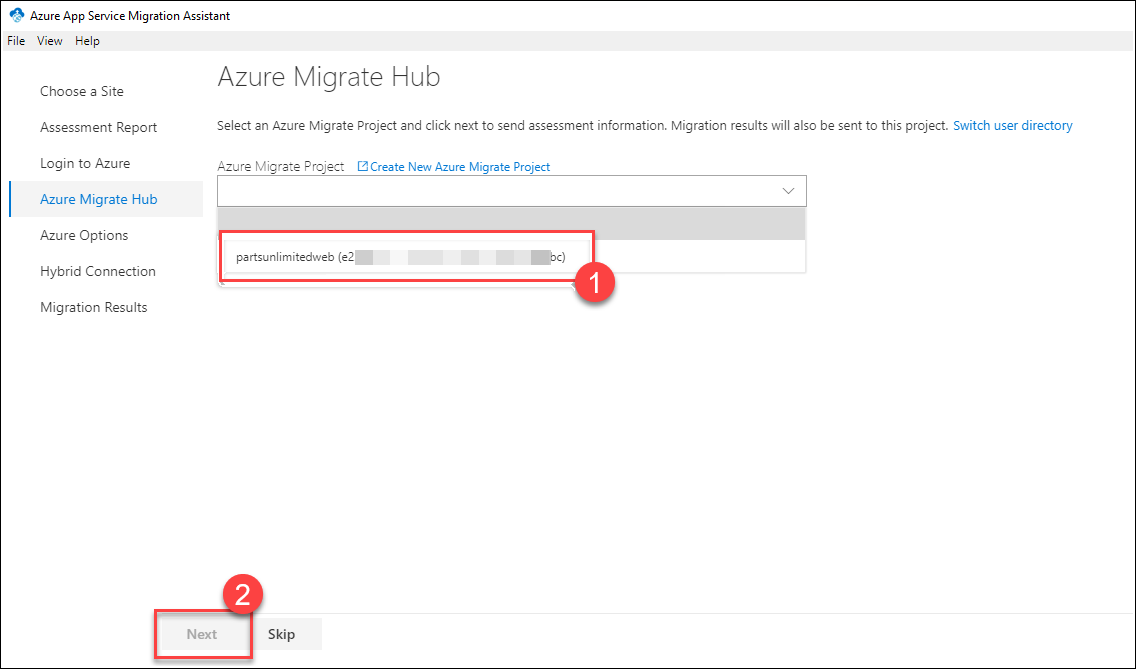 Azure App Service Migration Assistant
File View Help
Azure Migrate Hub
Choose a Site
Assessment Report
Login to Azure
Azure Migrate Hub
Azure Options
Hybrid Connection
Migration Results
Select an Azure Migrate Project and click next to send assessment information. Migration results will also be sent to this project. Switch user directory
Azure Migrate Project Create New Azure Migrate Project
partsunlimitedweb (e2 bc)
1
2
Next Skip